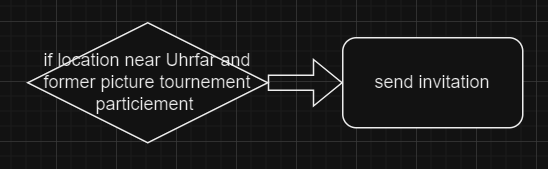 if location near Uhrfar and
former picture tournement
particiement
send invitation